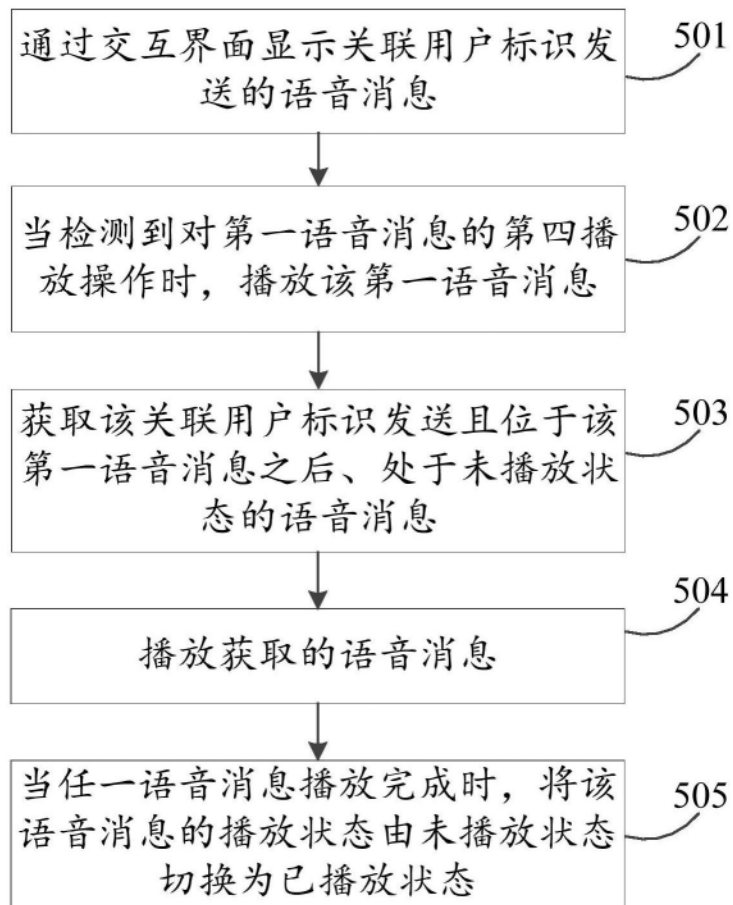 通过交互界面显示关联用户标识发
送的语音消息
501
当检测到对第一语音消息的第四播
放操作时，播放该第一语音消息
502
获取该关联用户标识发送且位于该
第一语音消息之后、处于未播放状
态的语音消息
503
播放获取的语音消息
504
当任一语音消息播放完成时，将该
语音消息的播放状态由未播放状态
切换为已播放状态
505